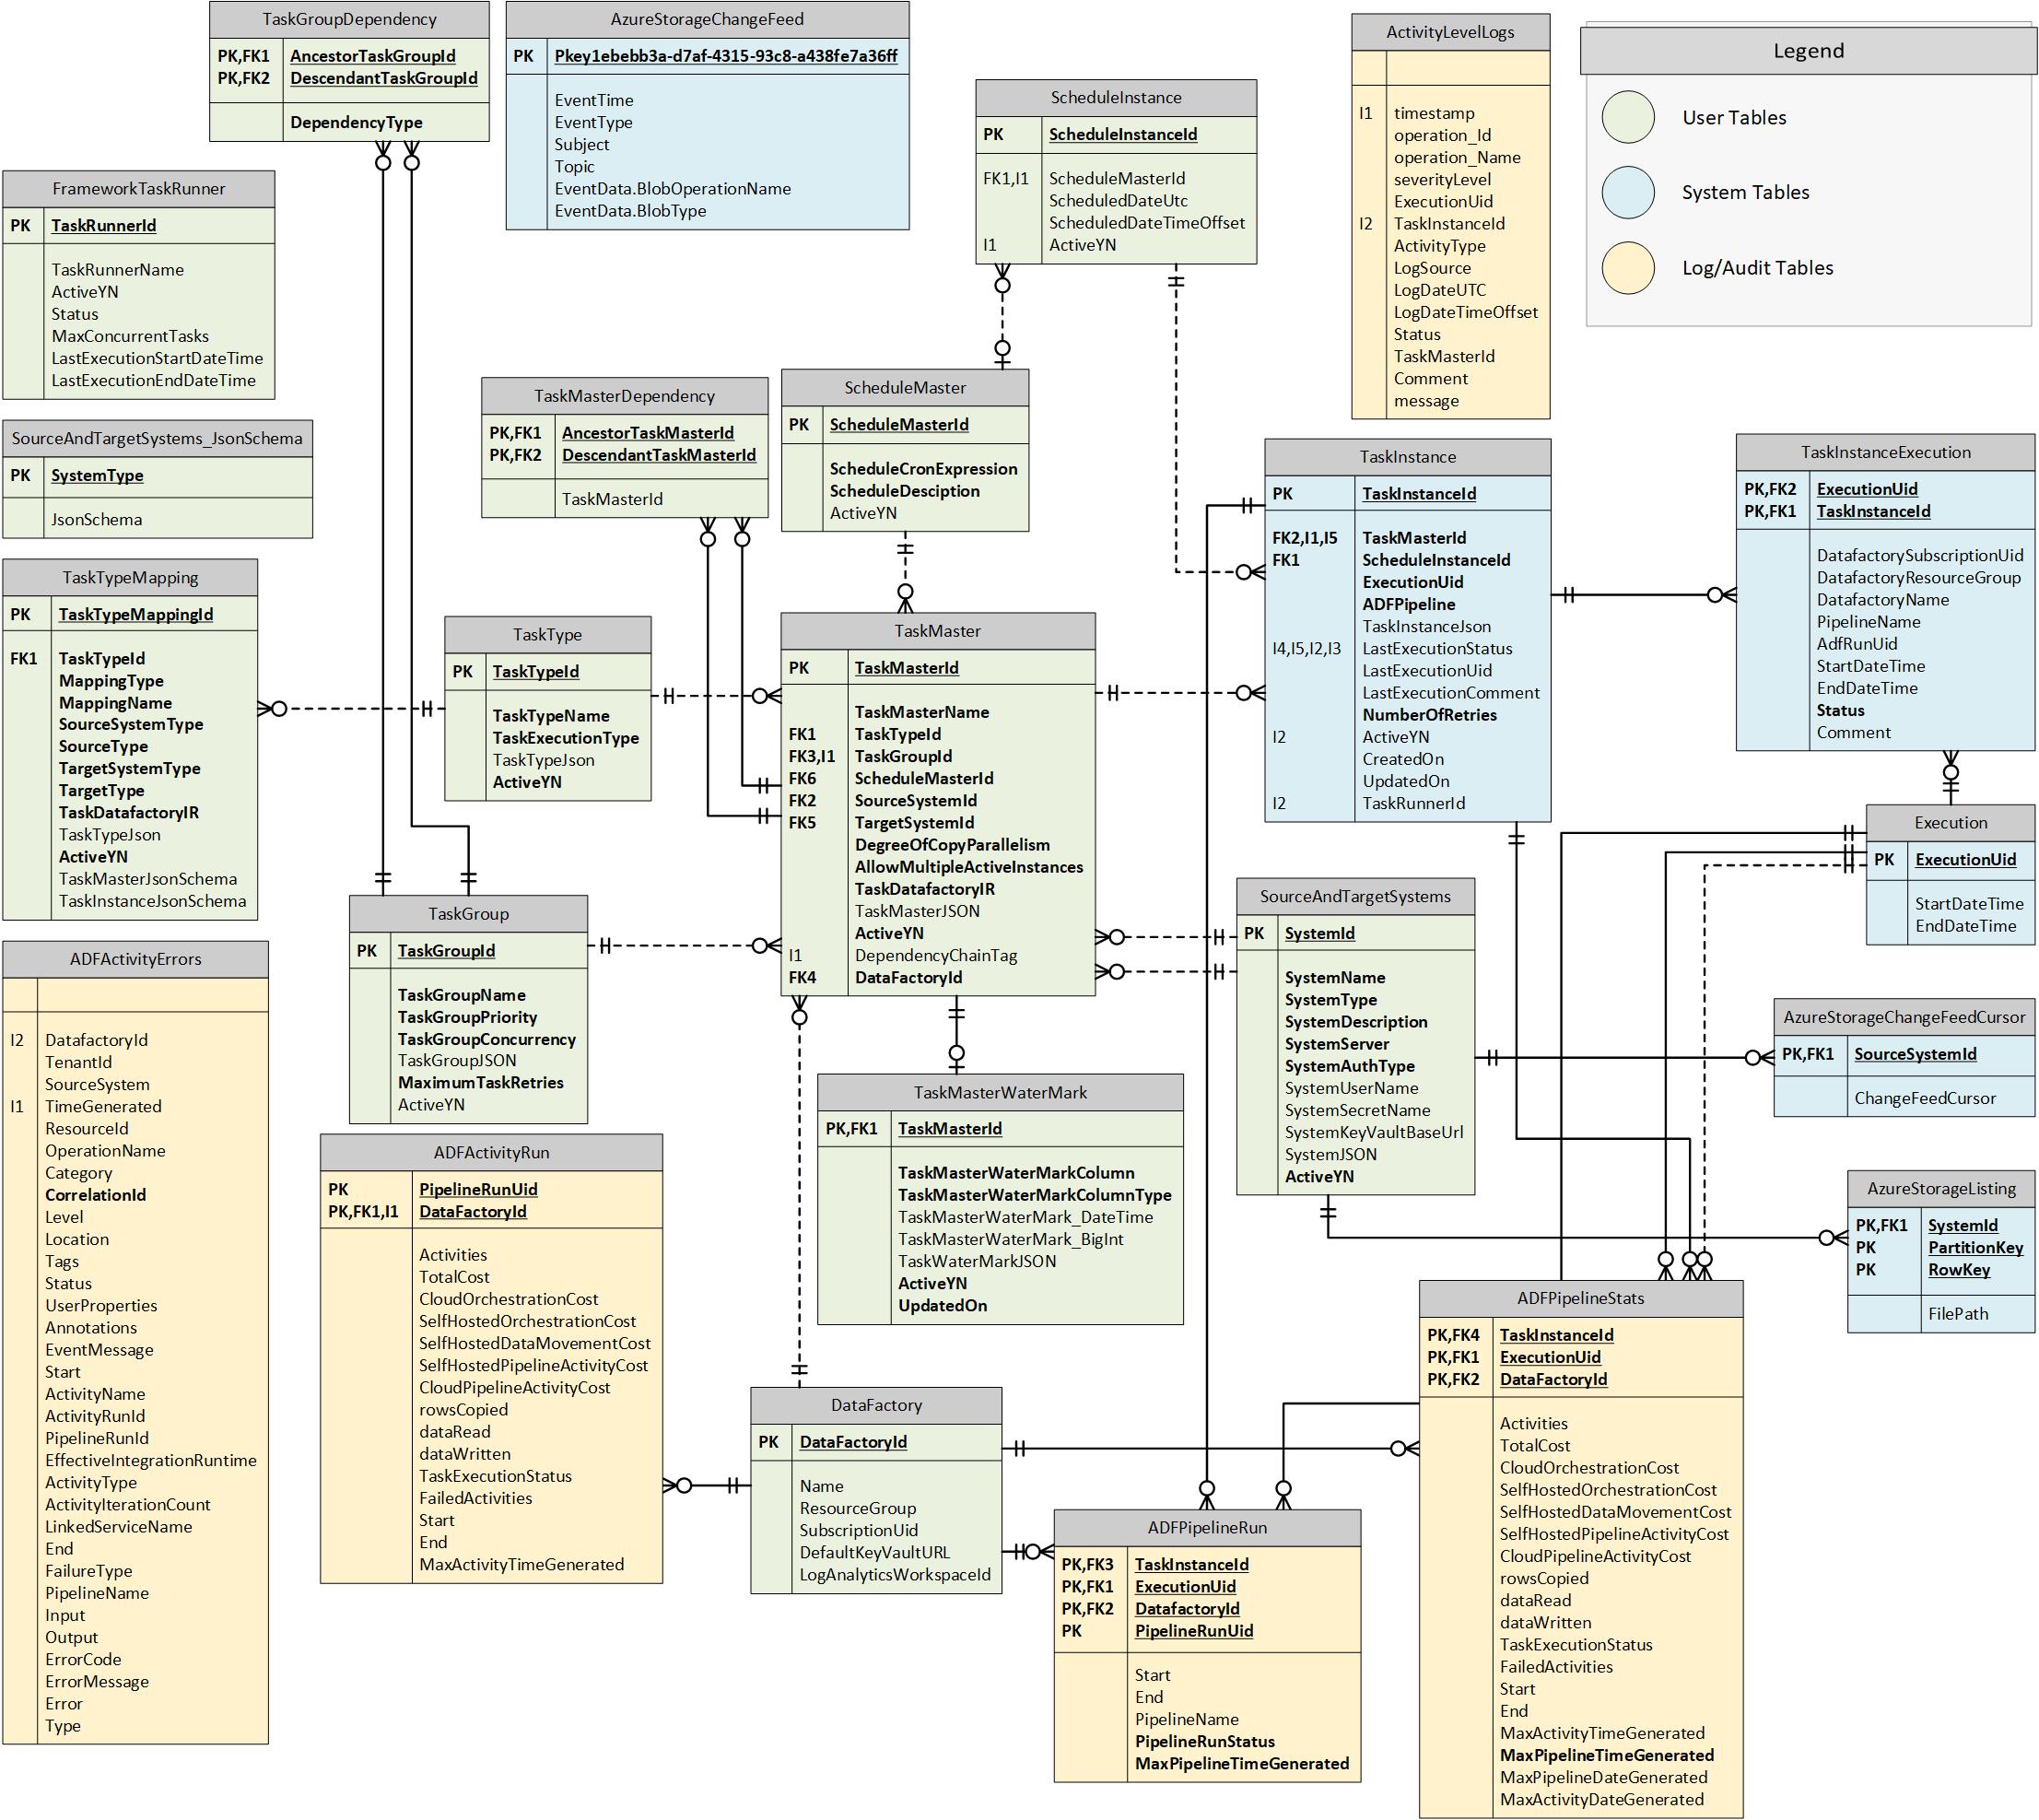 TaskGroupDependency
PK,FK1 AncestorTaskGroupId
PK,FK2 DescendantTaskGroupId
DependencyType
AzureStorageChangeFeed
PK Pkey1ebebb3a-d7af-4315-93c8-a438fe7a36ff
EventTime
EventType
Subject
Topic
EventData.BlobOperationName
EventData.BlobType
ScheduleInstance
PK ScheduleInstanceId
FK1,I1 ScheduleMasterId
ScheduledDateUtc
ScheduledDateTimeOffset
I1 ActiveYN
ActivityLevelLogs
I1 timestamp
operation_Id
operation_Name
severityLevel
ExecutionUid
I2 TaskInstanceId
ActivityType
LogSource
LogDateUTC
LogDateTimeOffset
Status
TaskMasterId
Comment
message
Legend
User Tables
System Tables
Log/Audit Tables
FrameworkTaskRunner
PK TaskRunnerId
TaskRunnerName
ActiveYN
Status
MaxConcurrentTasks
LastExecutionStartDateTime
LastExecutionEndDateTime
SourceAndTargetSystems_JsonSchema
PK SystemType
JsonSchema
TaskMasterDependency
PK,FK1 AncestorTaskMasterId
PK,FK2 DescendantTaskMasterId
TaskMasterId
ScheduleMaster
PK ScheduleMasterId
ScheduleCronExpression
ScheduleDesciption
ActiveYN
TaskInstance
PK TaskInstanceId
FK2,I1,I5 TaskMasterId
FK1 ScheduleInstanceId
ExecutionUid
ADFPipeline
TaskInstanceJson
I4,I5,I2,I3 LastExecutionStatus
LastExecutionUid
LastExecutionComment
NumberOfRetries
I2 ActiveYN
CreatedOn
UpdatedOn
I2 TaskRunnerId
TaskInstanceExecution
PK,FK2 ExecutionUid
PK,FK1 TaskInstanceId
DatafactorySubscriptionUid
DatafactoryResourceGroup
DatafactoryName
PipelineName
AdfRunUid
StartDateTime
EndDateTime
Status
Comment
TaskTypeMapping
PK TaskTypeMappingId
FK1 TaskTypeId
MappingType
MappingName
SourceSystemType
SourceType
TargetSystemType
TargetType
TaskDatafactoryIR
TaskTypeJson
ActiveYN
TaskMasterJsonSchema
TaskInstanceJsonSchema
TaskType
PK TaskTypeId
TaskTypeName
TaskExecutionType
TaskTypeJson
ActiveYN
TaskMaster
PK TaskMasterId
TaskMasterName
FK1 TaskTypeId
FK3,I1 TaskGroupId
FK6 ScheduleMasterId
FK2 SourceSystemId
FK5 TargetSystemId
DegreeOfCopyParallelism
AllowMultipleActiveInstances
TaskDatafactoryIR
TaskMasterJSON
ActiveYN
I1 DependencyChainTag
FK4 DataFactoryId
Execution
PK ExecutionUid
StartDateTime
EndDateTime
TaskGroup
PK TaskGroupId
TaskGroupName
TaskGroupPriority
TaskGroupConcurrency
TaskGroupJSON
MaximumTaskRetries
ActiveYN
SourceAndTargetSystems
PK SystemId
SystemName
SystemType
SystemDescription
SystemServer
SystemAuthType
SystemUserName
SystemSecretName
SystemKeyVaultBaseUrl
SystemJSON
ActiveYN
ADFActivityErrors
I2 DatafactoryId
TenantId
SourceSystem
I1 TimeGenerated
ResourceId
OperationName
Category
CorrelationId
Level
Location
Tags
Status
UserProperties
Annotations
EventMessage
Start
ActivityName
ActivityRunId
PipelineRunId
EffectiveIntegrationRuntime
ActivityType
ActivityIterationCount
LinkedServiceName
End
FailureType
PipelineName
Input
Output
ErrorCode
ErrorMessage
Error
Type
AzureStorageChangeFeedCursor
PK,FK1 SourceSystemId
ChangeFeedCursor
TaskMasterWaterMark
PK,FK1 TaskMasterId
TaskMasterWaterMarkColumn
TaskMasterWaterMarkColumnType
TaskMasterWaterMark_DateTime
TaskMasterWaterMark_BigInt
TaskWaterMarkJSON
ActiveYN
UpdatedOn
ADFActivityRun
PK PipelineRunUid
PK,FK1,I1 DataFactoryId
Activities
TotalCost
CloudOrchestrationCost
SelfHostedOrchestrationCost
SelfHostedDataMovementCost
SelfHostedPipelineActivityCost
CloudPipelineActivityCost
rowsCopied
dataRead
dataWritten
TaskExecutionStatus
FailedActivities
Start
End
MaxActivityTimeGenerated
AzureStorageListing
PK,FK1 SystemId
PK PartitionKey
PK RowKey
FilePath
ADFPipelineStats
PK,FK4 TaskInstanceId
PK,FK1 ExecutionUid
PK,FK2 DataFactoryId
Activities
TotalCost
CloudOrchestrationCost
SelfHostedOrchestrationCost
SelfHostedDataMovementCost
SelfHostedPipelineActivityCost
CloudPipelineActivityCost
rowsCopied
dataRead
dataWritten
TaskExecutionStatus
FailedActivities
Start
End
MaxActivityTimeGenerated
MaxPipelineTimeGenerated
MaxPipelineDateGenerated
MaxActivityDateGenerated
DataFactory
PK DataFactoryId
Name
ResourceGroup
SubscriptionUid
DefaultKeyVaultURL
LogAnalyticsWorkspaceId
ADFPipelineRun
PK,FK3 TaskInstanceId
PK,FK1 ExecutionUid
PK,FK2 DatafactoryId
PK PipelineRunUid
Start
End
PipelineName
PipelineRunStatus
MaxPipelineTimeGenerated